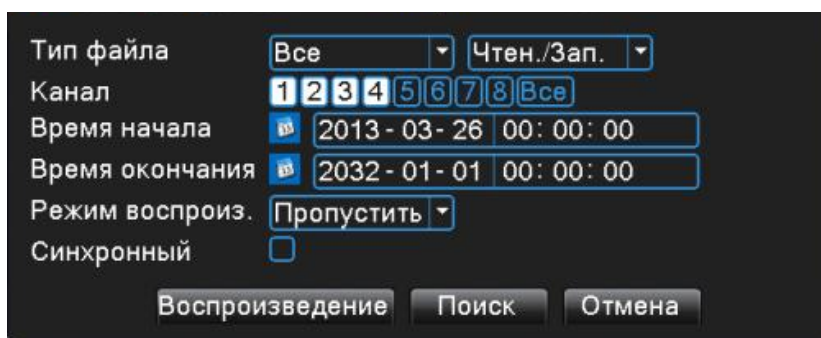 Тип файла Все Чтен./Зап.
Канал 1 2 3 4 5 6 7 8 Все
Время начала 2013-03-26 00:00:00
Время окончания 2032-01-01 00:00:00
Режим воспроиз. Пропустить
Синхронный
Воспроизведение Поиск Отмена